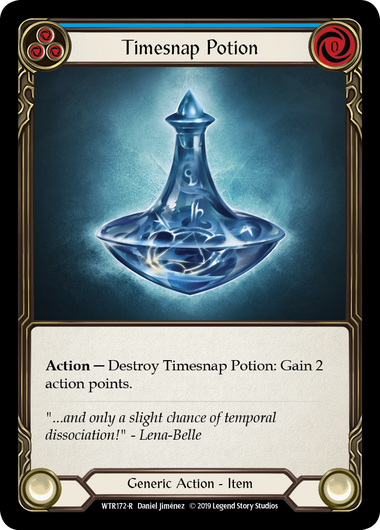 Timesnap Potion
0
Action — Destroy Timesnap Potion: Gain 2
action points.
"...and only a slight chance of temporal
dissociation!" - Lena-Belle
Generic Action - Item
WTR172-R Daniel Jiménez © 2019 Legend Story Studios